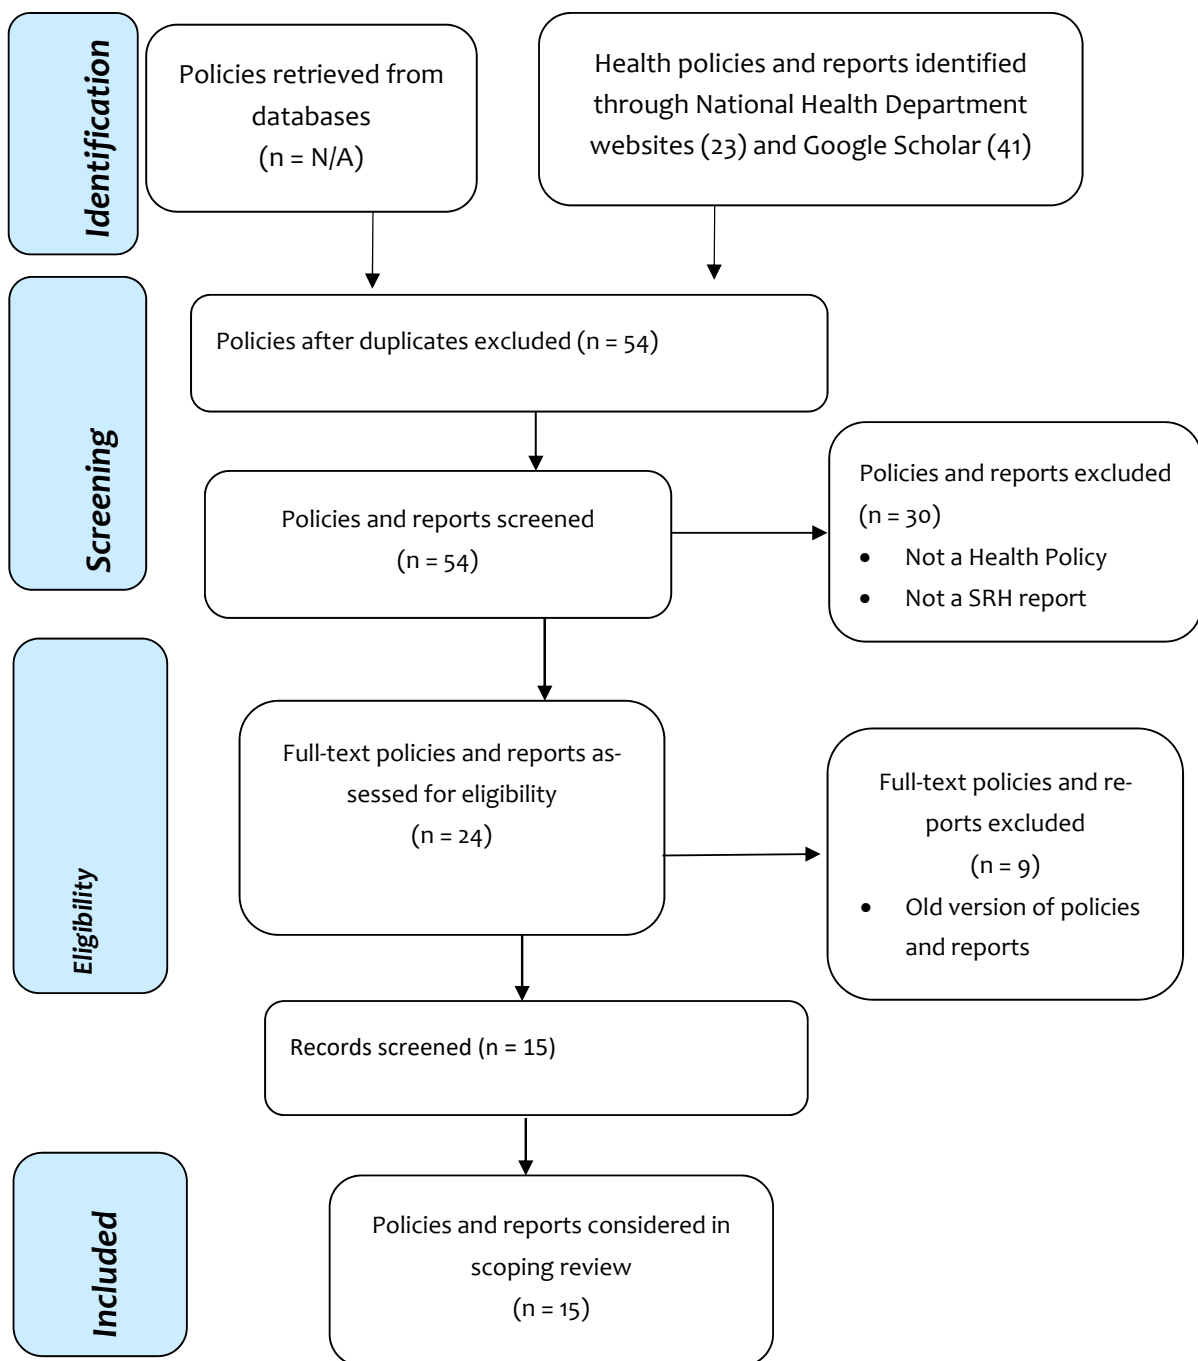 Identification
Policies retrieved from
databases
(n = N/A)
Health policies and reports identified
through National Health Department
websites (23) and Google Scholar (41)
Screening
Policies after duplicates excluded (n = 54)
Policies and reports screened
(n = 54)
Policies and reports excluded
(n = 30)
• Not a Health Policy
• Not a SRH report
Eligibility
Full-text policies and reports as-
sessed for eligibility
(n = 24)
Full-text policies and re-
ports excluded
(n = 9)
• Old version of policies
and reports
Records screened (n = 15)
Included
Policies and reports considered in
scoping review
(n = 15)